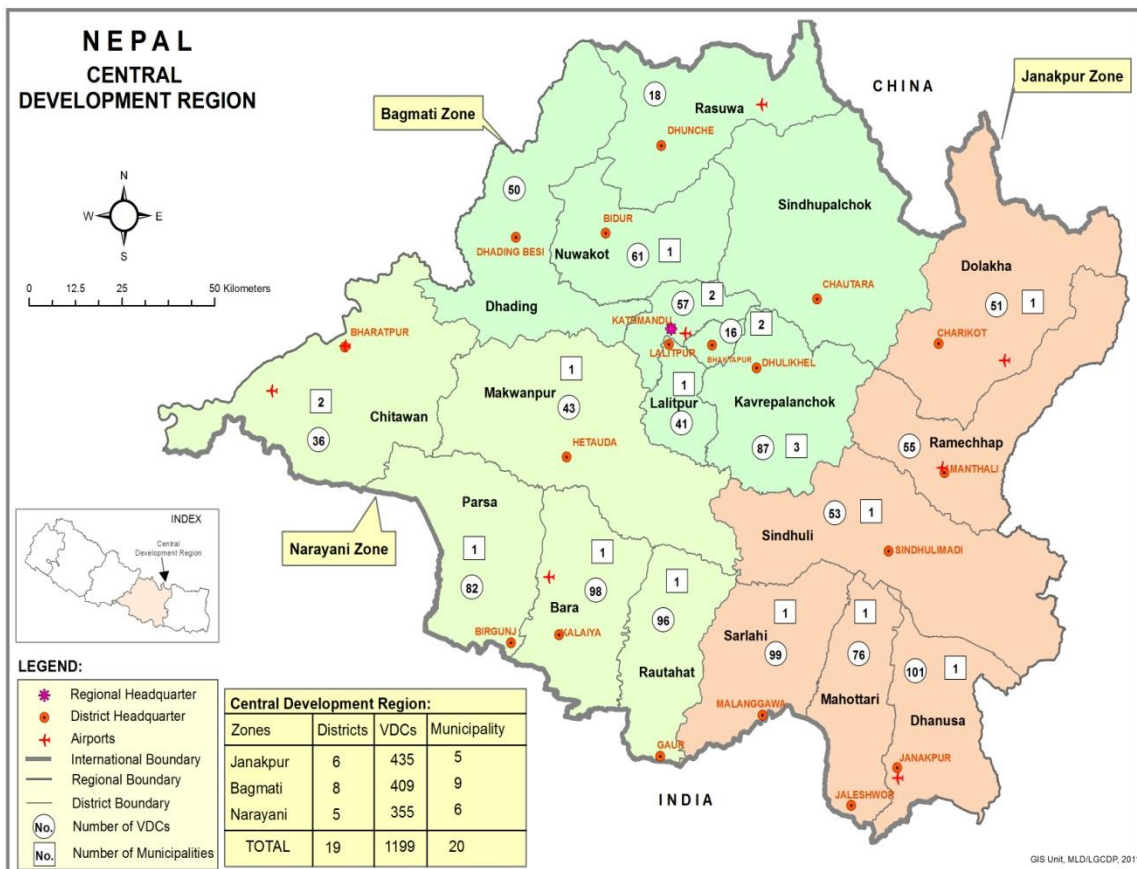 NEPAL
CENTRAL
DEVELOPMENT REGION
N
W
E
S
0 12.5 25 50 Kilometers
Bagmati Zone
Janakpur Zone
CHINA
18
Rasuwa
DHUNCHE
50
DHADING BESI
Dhading
BIDUR
Nuwakot
61
1
Sindhupalchok
CHAUTARA
Dolakha
51
1
CHARIKOT
57
2
KATHMANDU
16
2
LALITPUR
BHAKTAPUR
DHULIKHEL
1
Lalitpur
41
Kavrepalanchok
87
3
BHARATPUR
2
Chitawan
36
1
Makwanpur
43
HETAUDA
55
Ramechhap
MANTHALI
53
1
Sindhuli
SINDHULIMADI
Narayani Zone
Parsa
1
82
BIRGUNJ
1
98
Bara
KALAIYA
1
96
Rautahat
GAUR
1
Sarlahi
99
MALANGGAWA
1
76
Mahottari
JALESHWOR
101
1
Dhanusa
JANAKPUR
INDIA
INDEX
Central
Development Region
LEGEND:
Regional Headquarter
District Headquarter
Airports
International Boundary
Regional Boundary
District Boundary
No. Number of VDCs
No. Number of Municipalities
Central Development Region:
Zones Districts VDCs Municipality
Janakpur 6 435 5
Bagmati 8 409 9
Narayani 5 355 6
TOTAL 19 1199 20
GIS Unit, MLD/LGCDP,